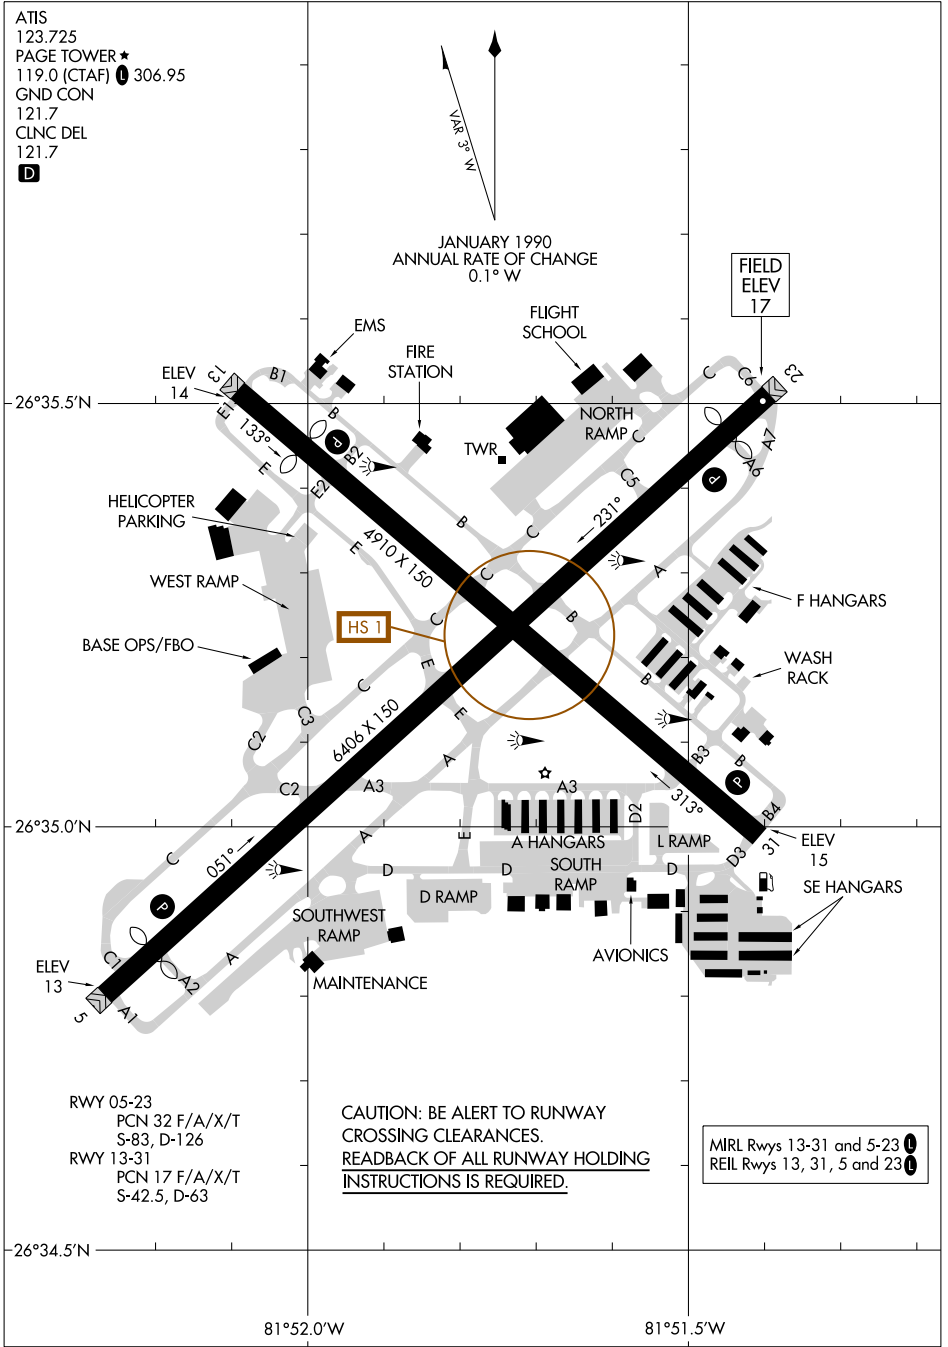 ATIS
123.725
PAGE TOWER ★
119.0 (CTAF) L 306.95
GND CON
121.7
CLNC DEL
121.7
D
VAR 3° W
JANUARY 1990
ANNUAL RATE OF CHANGE
0.1° W
FIELD
ELEV
17
FLIGHT
SCHOOL
EMS
FIRE
STATION
ELEV
14
13
B1
B
C
C6
23
26°35.5'N
E1
133°
E
B2
P
E2
TWR
NORTH
RAMP
C
C5
A7
A6
P
HELICOPTER
PARKING
4910 X 150
E
B
C
231°
A
WEST RAMP
C
C
B
F HANGARS
HS 1
BASE OPS/FBO
E
C
B
WASH
RACK
C3
C2
6406 X 150
E
A
B3
B
C2
A3
A3
313°
P
D2
B4
31
26°35.0'N
A
E
A HANGARS
L RAMP
D3
ELEV
15
C
051°
D
D
SOUTH
RAMP
D
SE HANGARS
P
D RAMP
SOUTHWEST
RAMP
AVIONICS
C1
A
A2
ELEV
13
MAINTENANCE
5
A1
RWY 05-23
PCN 32 F/A/X/T
S-83, D-126
RWY 13-31
PCN 17 F/A/X/T
S-42.5, D-63
CAUTION: BE ALERT TO RUNWAY
CROSSING CLEARANCES.
READBACK OF ALL RUNWAY HOLDING
INSTRUCTIONS IS REQUIRED.
MIRL Rwys 13-31 and 5-23 L
REIL Rwys 13, 31, 5 and 23 L
26°34.5'N
81°52.0'W
81°51.5'W